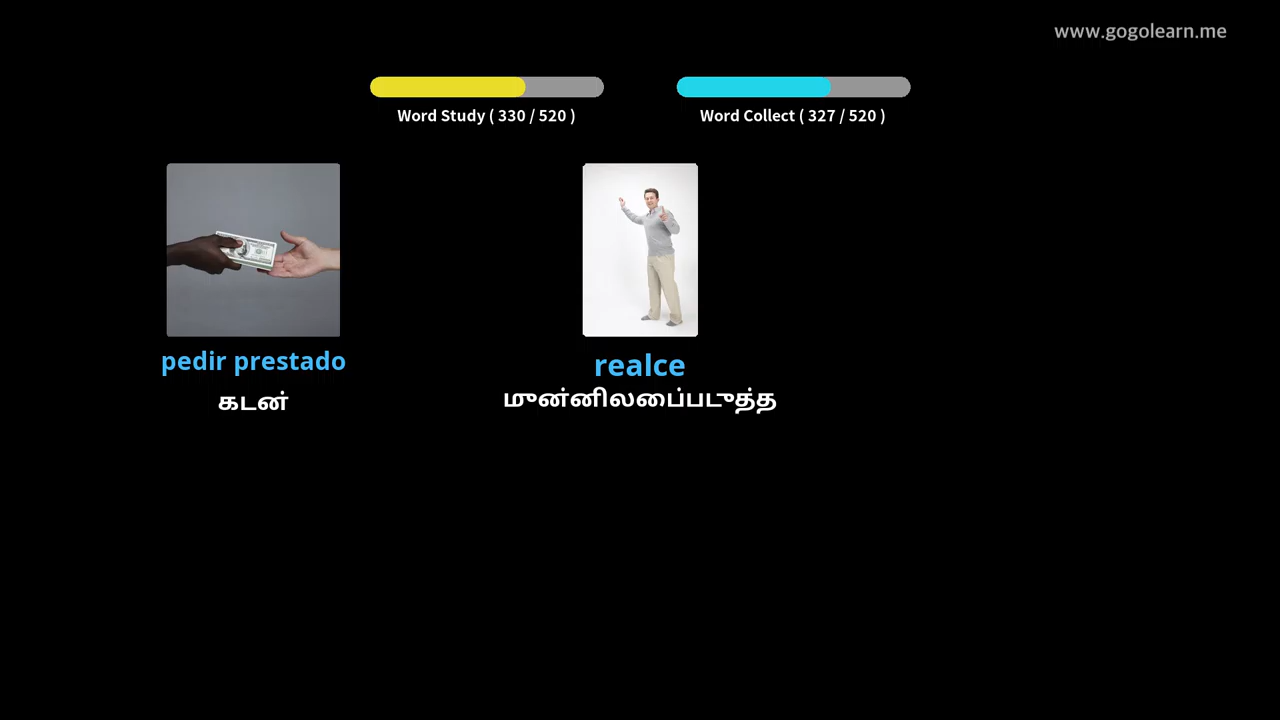 www.gogolearn.me
Word Study ( 330 / 520 )
Word Collect ( 327 / 520 )
pedir prestado
realce
கடன்
முன்னிலைப்படுத்த